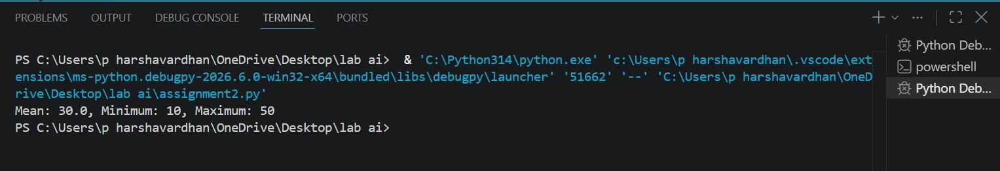 PROBLEMS OUTPUT DEBUG CONSOLE TERMINAL PORTS
PS C:\Users\p harshavardhan\OneDrive\Desktop\lab ai>  & 'C:\Python314\python.exe' 'c:\Users\p harshavardhan\.vscode\ext
ensions\ms-python.debugpy-2026.6.0-win32-x64\bundled\libs\debugpy\launcher' '51662' '--' 'C:\Users\p harshavardhan\OneD
rive\Desktop\lab ai\assignment2.py'
Mean: 30.0, Minimum: 10, Maximum: 50
PS C:\Users\p harshavardhan\OneDrive\Desktop\lab ai>
Python Deb...
powershell
Python Deb...